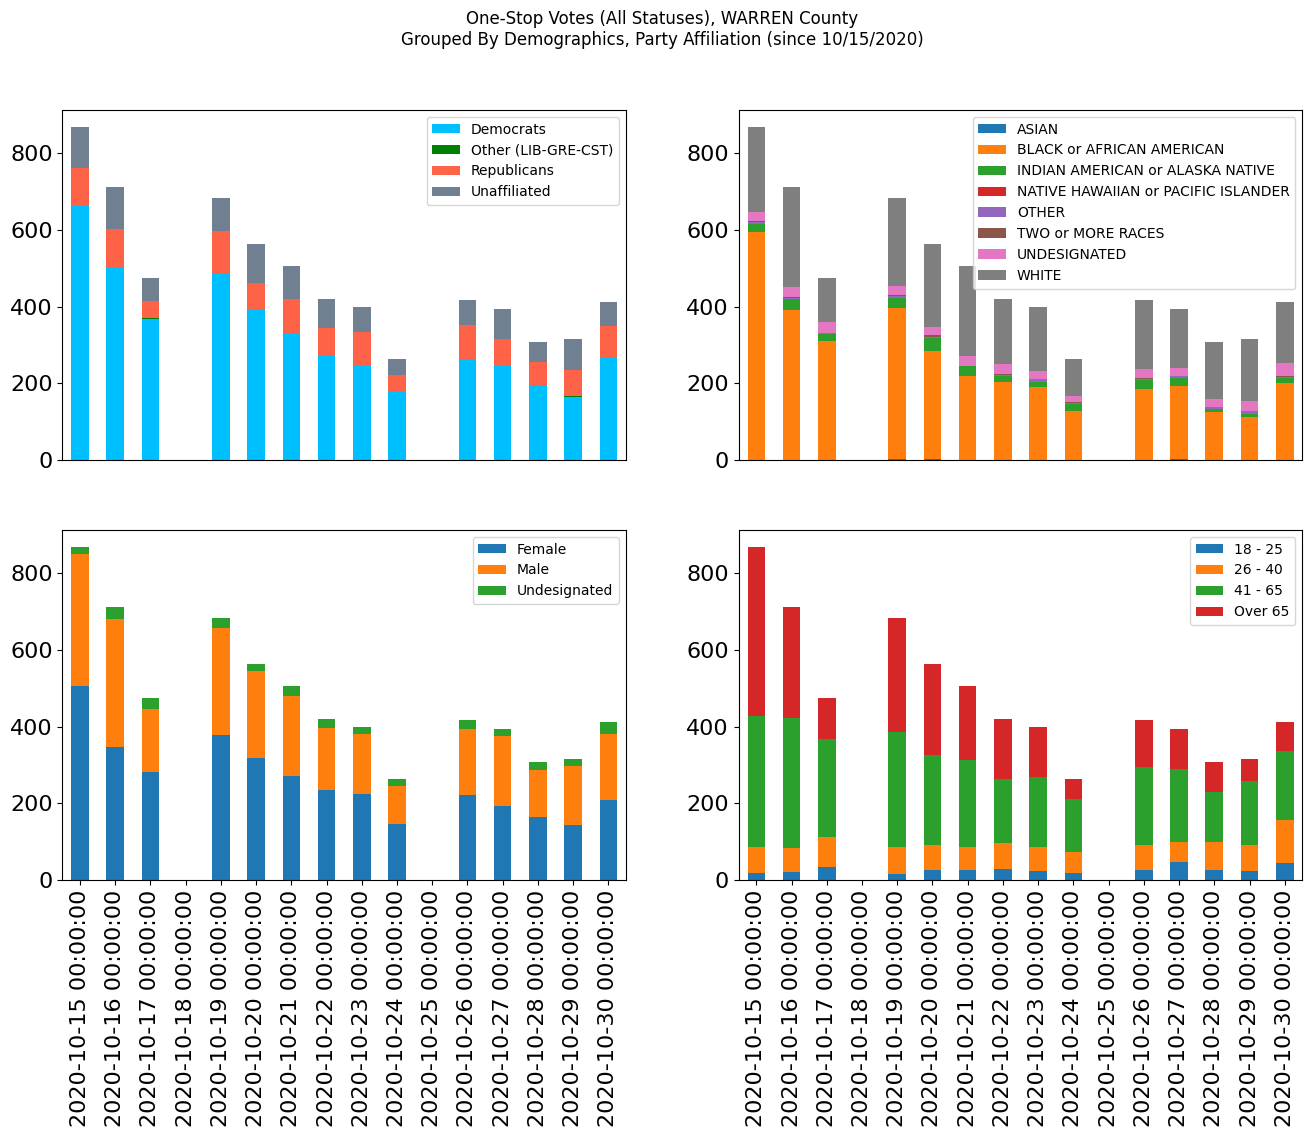 One-Stop Votes (All Statuses), WARREN County
Grouped By Demographics, Party Affiliation (since 10/15/2020)
800
600
400
200
0
Democrats
Other (LIB-GRE-CST)
Republicans
Unaffiliated
800
600
400
200
0
ASIAN
BLACK or AFRICAN AMERICAN
INDIAN AMERICAN or ALASKA NATIVE
NATIVE HAWAIIAN or PACIFIC ISLANDER
OTHER
TWO or MORE RACES
UNDESIGNATED
WHITE
800
600
400
200
0
Female
Male
Undesignated
2020-10-15 00:00:00
2020-10-16 00:00:00
2020-10-17 00:00:00
2020-10-18 00:00:00
2020-10-19 00:00:00
2020-10-20 00:00:00
2020-10-21 00:00:00
2020-10-22 00:00:00
2020-10-23 00:00:00
2020-10-24 00:00:00
2020-10-25 00:00:00
2020-10-26 00:00:00
2020-10-27 00:00:00
2020-10-28 00:00:00
2020-10-29 00:00:00
2020-10-30 00:00:00
800
600
400
200
0
18 - 25
26 - 40
41 - 65
Over 65
2020-10-15 00:00:00
2020-10-16 00:00:00
2020-10-17 00:00:00
2020-10-18 00:00:00
2020-10-19 00:00:00
2020-10-20 00:00:00
2020-10-21 00:00:00
2020-10-22 00:00:00
2020-10-23 00:00:00
2020-10-24 00:00:00
2020-10-25 00:00:00
2020-10-26 00:00:00
2020-10-27 00:00:00
2020-10-28 00:00:00
2020-10-29 00:00:00
2020-10-30 00:00:00